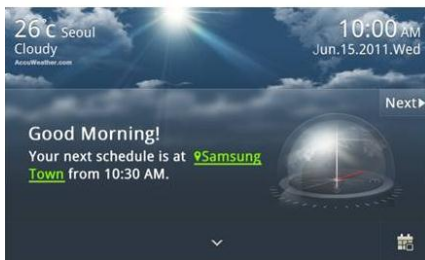 26°C Seoul
Cloudy
AccuWeather.com
10:00 AM
Jun.15.2011.Wed
Next
Good Morning!
Your next schedule is at Samsung
Town from 10:30 AM.